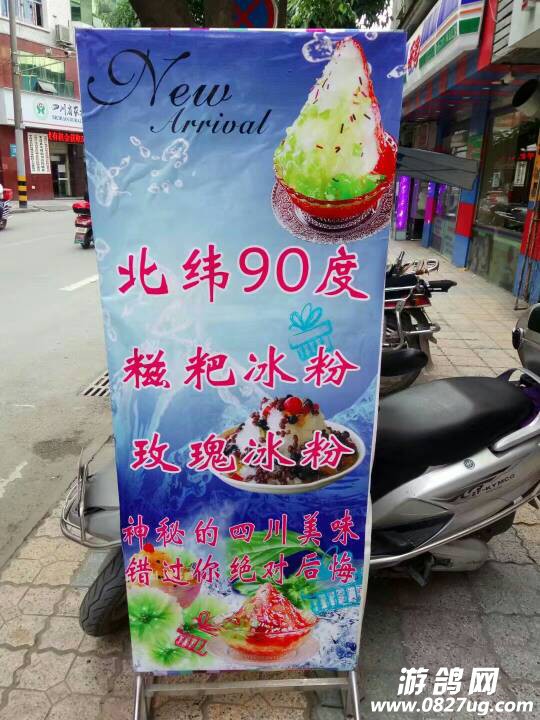 New
Arrival
北纬90度
糍粑冰粉
玫瑰冰粉
神秘的四川美味
错过你绝对后悔
KYMCO
游鸽网
www.0827ug.com